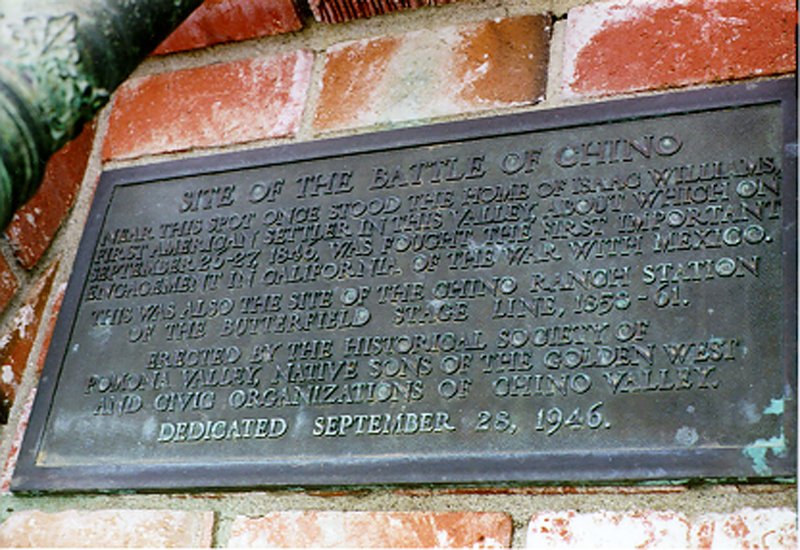 SITE OF THE BATTLE OF CHINO
NEAR THIS SPOT ONCE STOOD THE HOME OF ISAAC WILLIAMS,
FIRST AMERICAN SETTLER IN THIS VALLEY, ABOUT WHICH ON
SEPTEMBER 26-27, 1846, WAS FOUGHT THE FIRST IMPORTANT
ENGAGEMENT IN CALIFORNIA OF THE WAR WITH MEXICO.
THIS WAS ALSO THE SITE OF THE CHINO RANCH STATION
OF THE BUTTERFIELD STAGE LINE, 1858-61.
ERECTED BY THE HISTORICAL SOCIETY OF
POMONA VALLEY, NATIVE SONS OF THE GOLDEN WEST
AND CIVIC ORGANIZATIONS OF CHINO VALLEY.
DEDICATED SEPTEMBER 28, 1946.